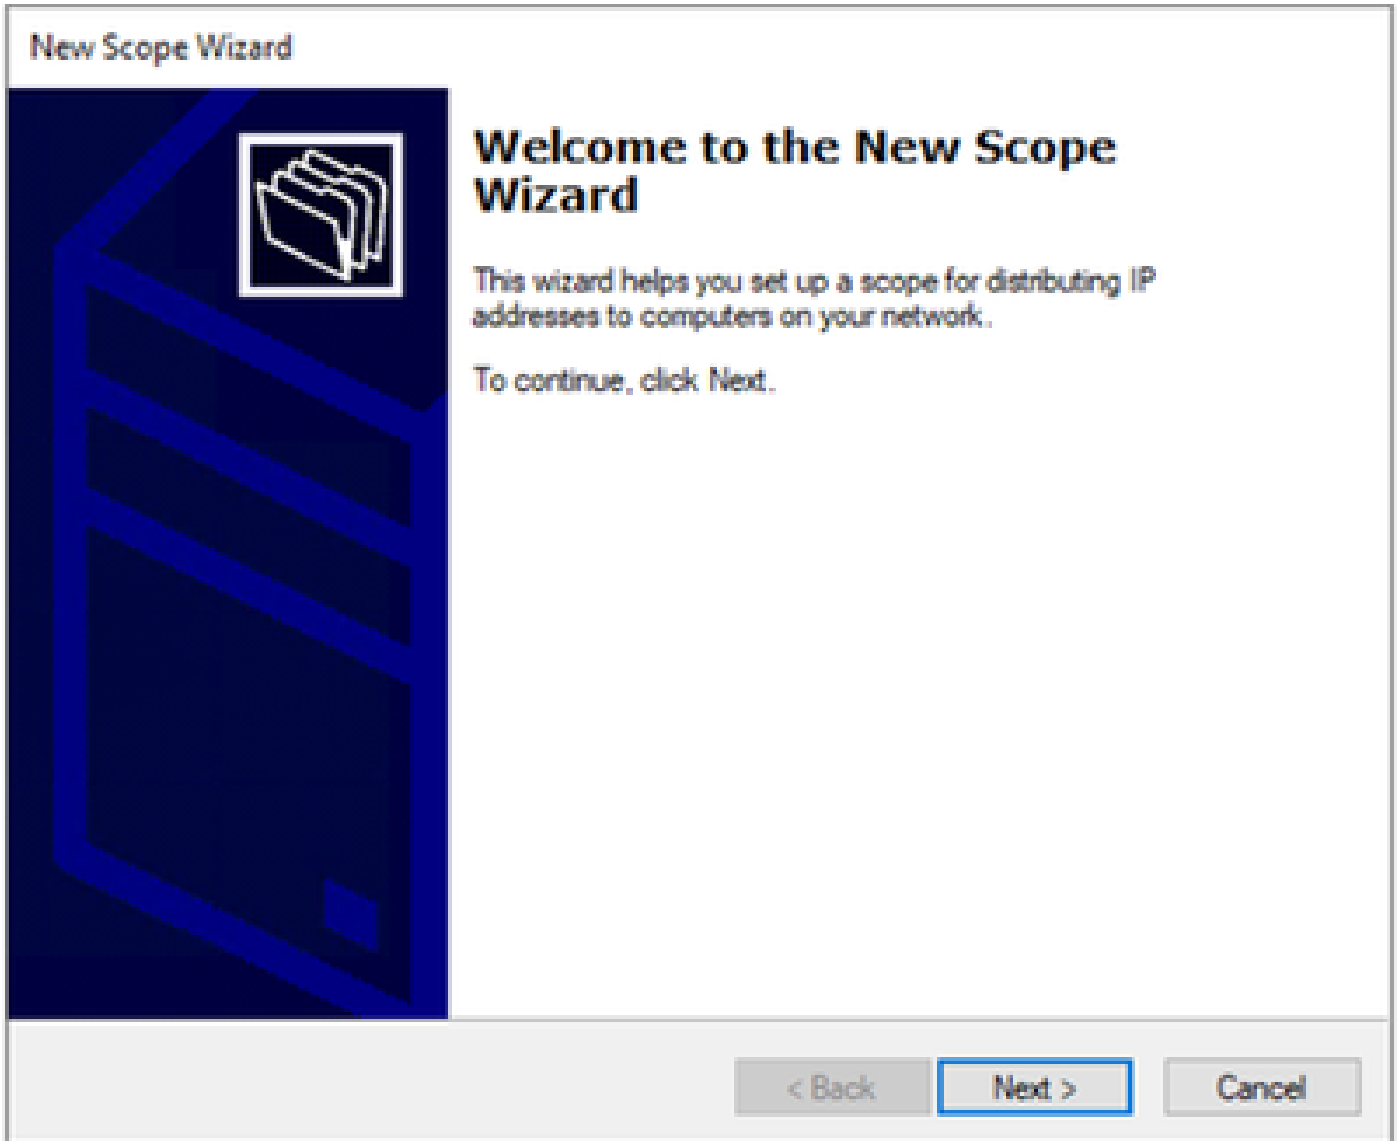 New Scope Wizard
Welcome to the New Scope
Wizard
This wizard helps you set up a scope for distributing IP
addresses to computers on your network.
To continue, click Next.
< Back
Next >
Cancel